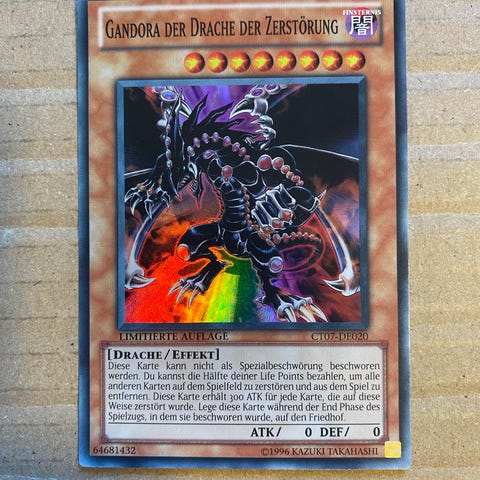 GANDORA DER DRACHE DER ZERSTÖRUNG
FINSTERNIS
闇
LIMITIERTE AUFLAGE CT07-DE020
[DRACHE/EFFEKT]
Diese Karte kann nicht als Spezialbeschwörung beschworen
werden. Du kannst die Hälfte deiner Life Points bezahlen, um alle
anderen Karten auf dem Spielfeld zu zerstören und aus dem Spiel zu
entfernen. Diese Karte erhält 300 ATK für jede Karte, die auf diese
Weise zerstört wurde. Lege diese Karte während der End Phase des
Spielzugs, in dem sie beschworen wurde, auf den Friedhof.
ATK/ 0 DEF/ 0
64681432 ©1996 KAZUKI TAKAHASHI